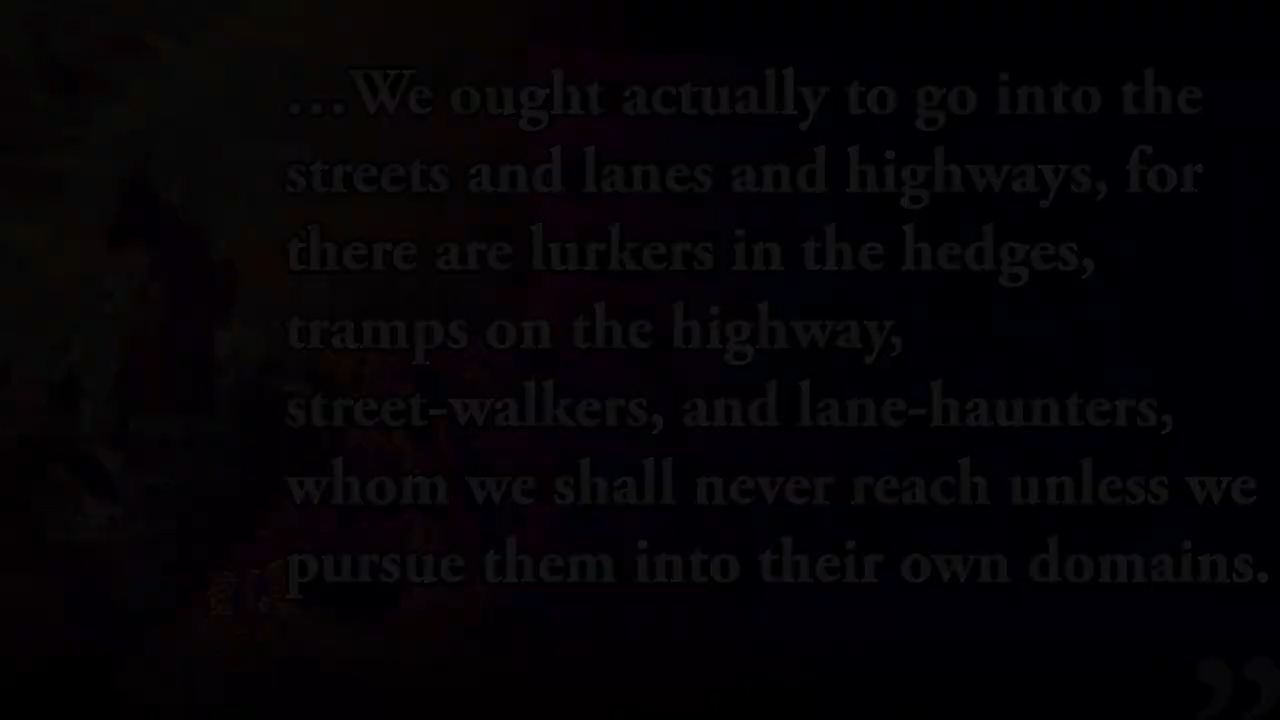 …We ought actually to go into the
streets and lanes and highways, for
there are lurkers in the hedges,
tramps on the highway,
street-walkers, and lane-haunters,
whom we shall never reach unless we
pursue them into their own domains.
”